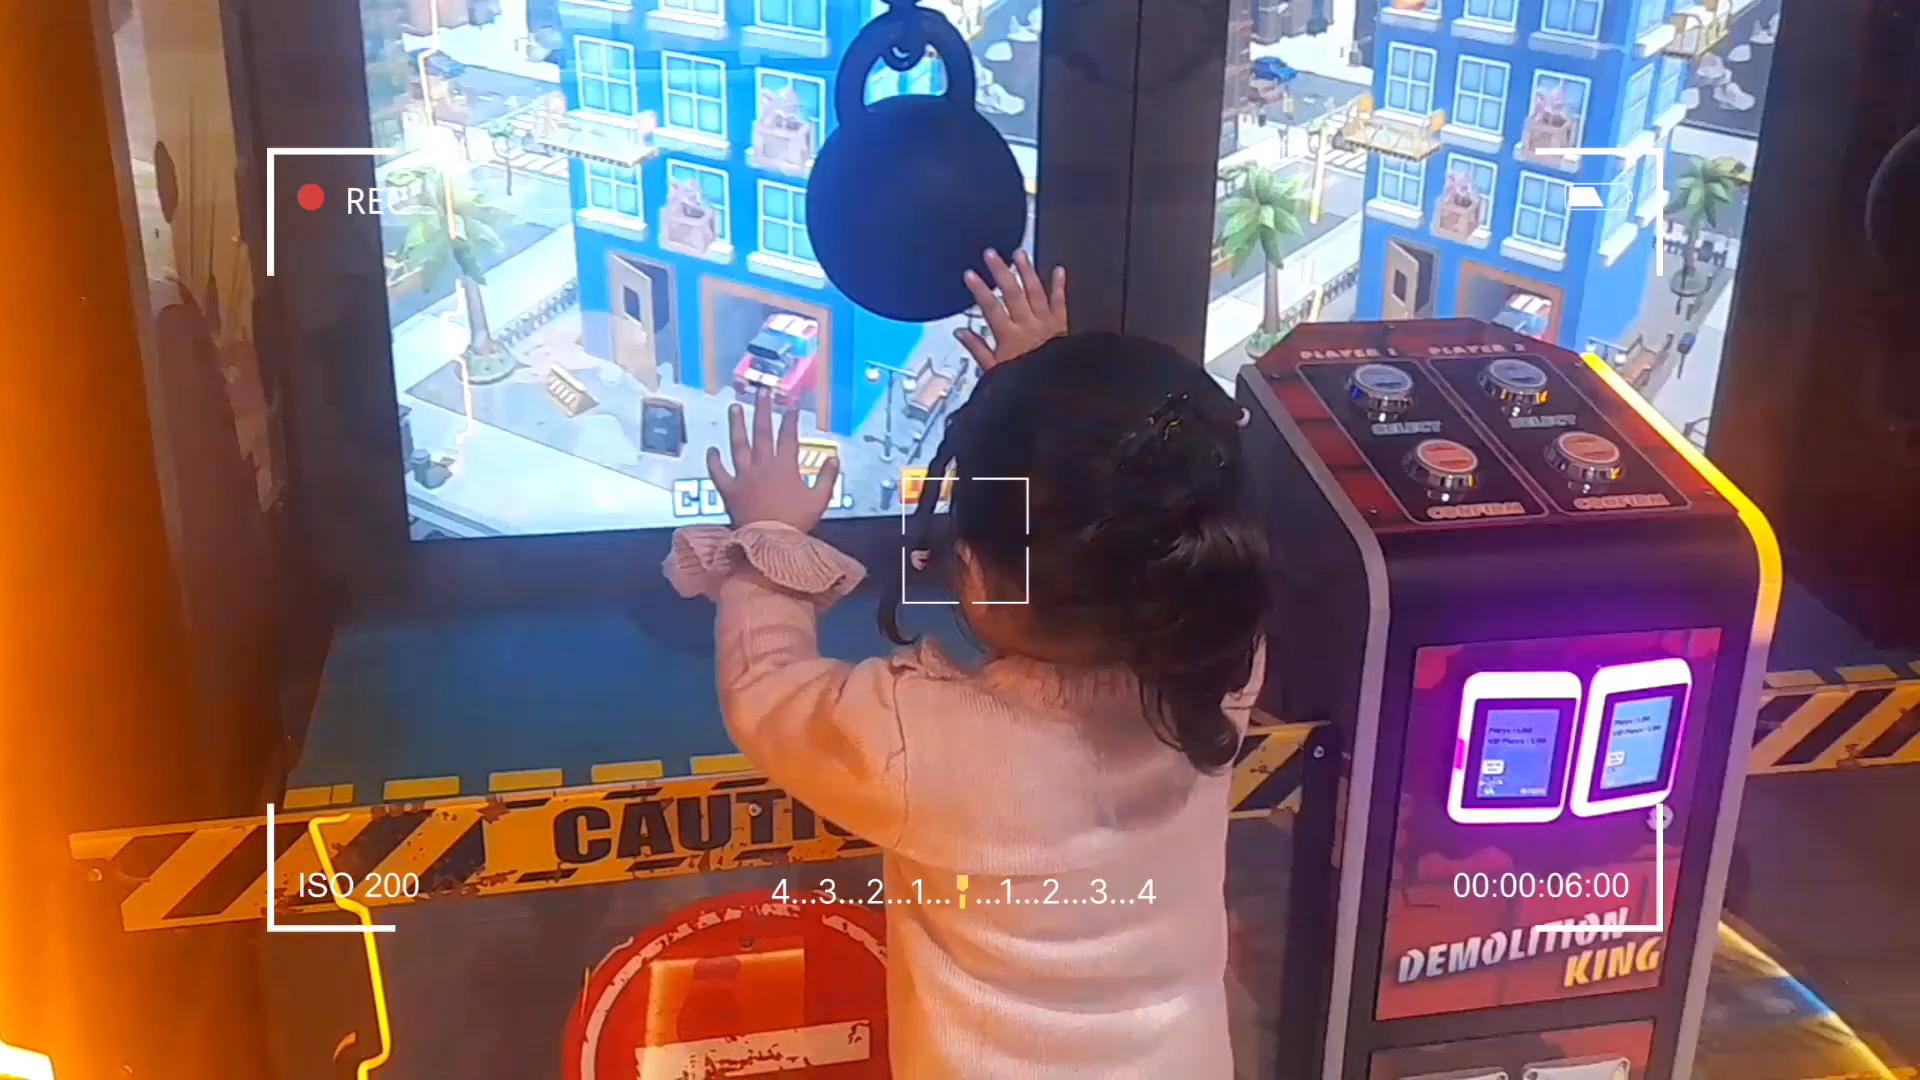 REC
PLAYER 1 PLAYER 2
SELECT SELECT
CONFIRM CONFIRM
CAUTI
ISO 200
4...3...2...1... ...1...2...3...4
00:00:06:00
DEMOLITION
KING